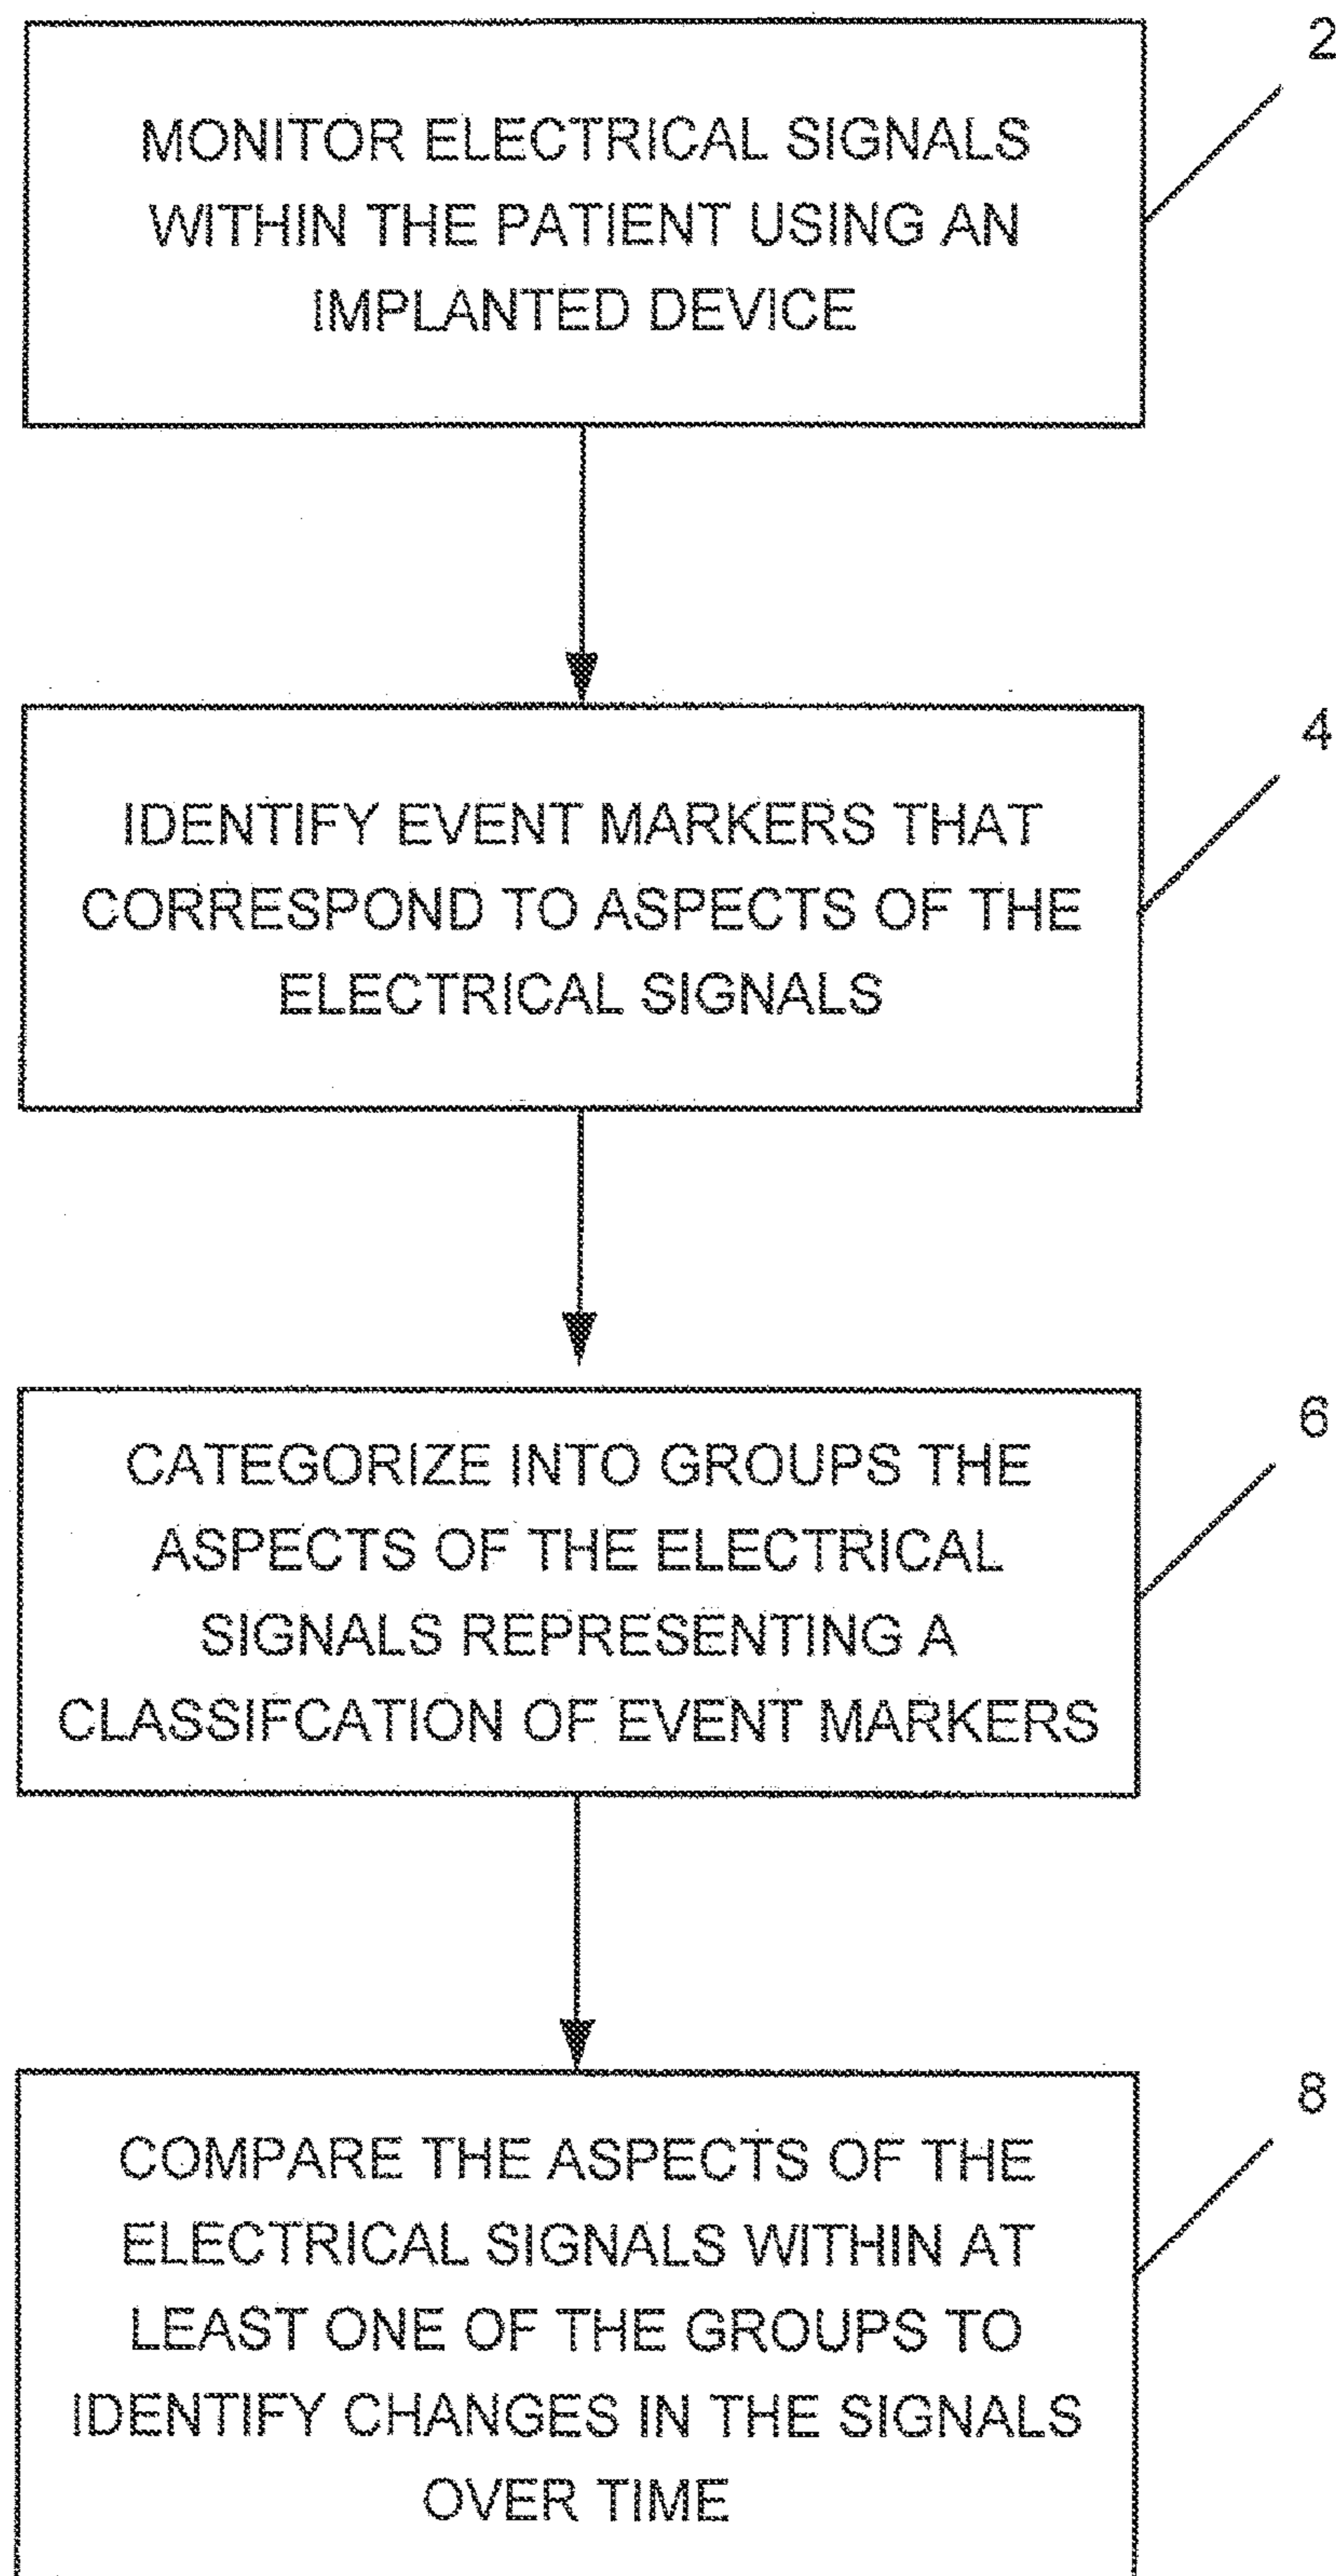 2
MONITOR ELECTRICAL SIGNALS
WITHIN THE PATIENT USING AN
IMPLANTED DEVICE
4
IDENTIFY EVENT MARKERS THAT
CORRESPOND TO ASPECTS OF THE
ELECTRICAL SIGNALS
6
CATEGORIZE INTO GROUPS THE
ASPECTS OF THE ELECTRICAL
SIGNALS REPRESENTING A
CLASSIFCATION OF EVENT MARKERS
8
COMPARE THE ASPECTS OF THE
ELECTRICAL SIGNALS WITHIN AT
LEAST ONE OF THE GROUPS TO
IDENTIFY CHANGES IN THE SIGNALS
OVER TIME